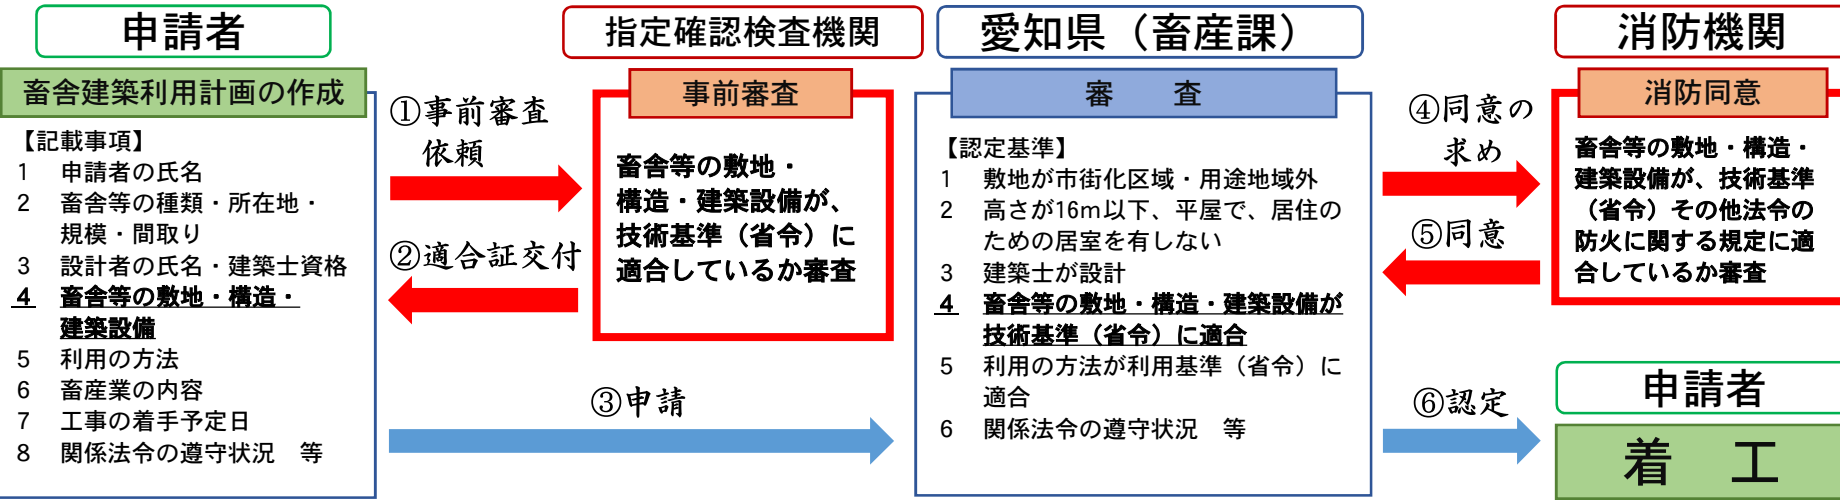 申請者
畜舎建築利用計画の作成
【記載事項】
1 申請者の氏名
2 畜舎等の種類・所在地・
規模・間取り
3 設計者の氏名・建築士資格
4 畜舎等の敷地・構造・
建築設備
5 利用の方法
6 畜産業の内容
7 工事の着手予定日
8 関係法令の遵守状況 等
①事前審査
依頼
②適合証交付
③申請
指定確認検査機関
事前審査
畜舎等の敷地・
構造・建築設備が、
技術基準（省令）に
適合しているか審査
愛知県（畜産課）
審 査
【認定基準】
1 敷地が市街化区域・用途地域外
2 高さが16m以下、平屋で、居住の
ための居室を有しない
3 建築士が設計
4 畜舎等の敷地・構造・建築設備が
技術基準（省令）に適合
5 利用の方法が利用基準（省令）に
適合
6 関係法令の遵守状況 等
④同意の
求め
⑤同意
⑥認定
消防機関
消防同意
畜舎等の敷地・構造・
建築設備が、技術基準
（省令）その他法令の
防火に関する規定に適
合しているか審査
申請者
着 工